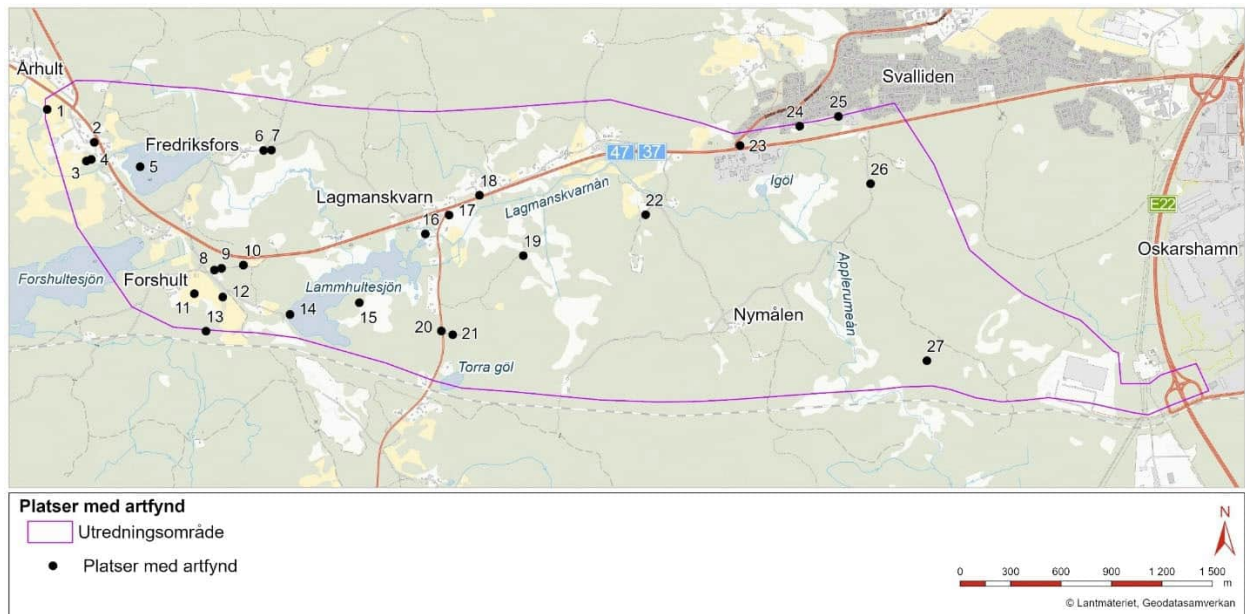 Århult
Svalliden
1
2
3
4
5
Fredriksfors
6
7
24
25
23
47
37
26
Lagmanskvarn
18
17
16
Lagmanskvarnån
22
Igöl
E22
Oskarshamn
19
8
9
10
Forshultesjön
Forshult
11
12
13
14
Lammhultesjön
15
Applerumeån
Nymålen
20
21
Torra göl
27
Platser med artfynd
Utredningsområde
Platser med artfynd
N
0 300 600 900 1 200 1 500
m
© Lantmäteriet, Geodatasamverkan